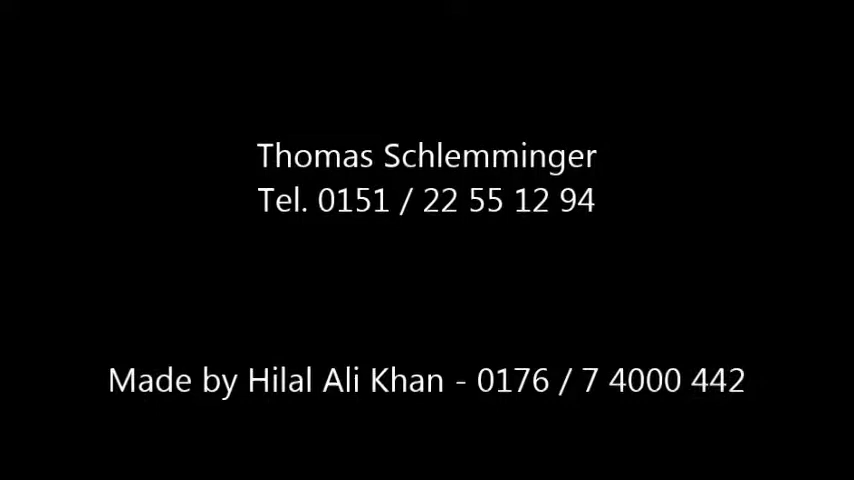 Thomas Schlemminger
Tel. 0151 / 22 55 12 94
Made by Hilal Ali Khan - 0176 / 7 4000 442